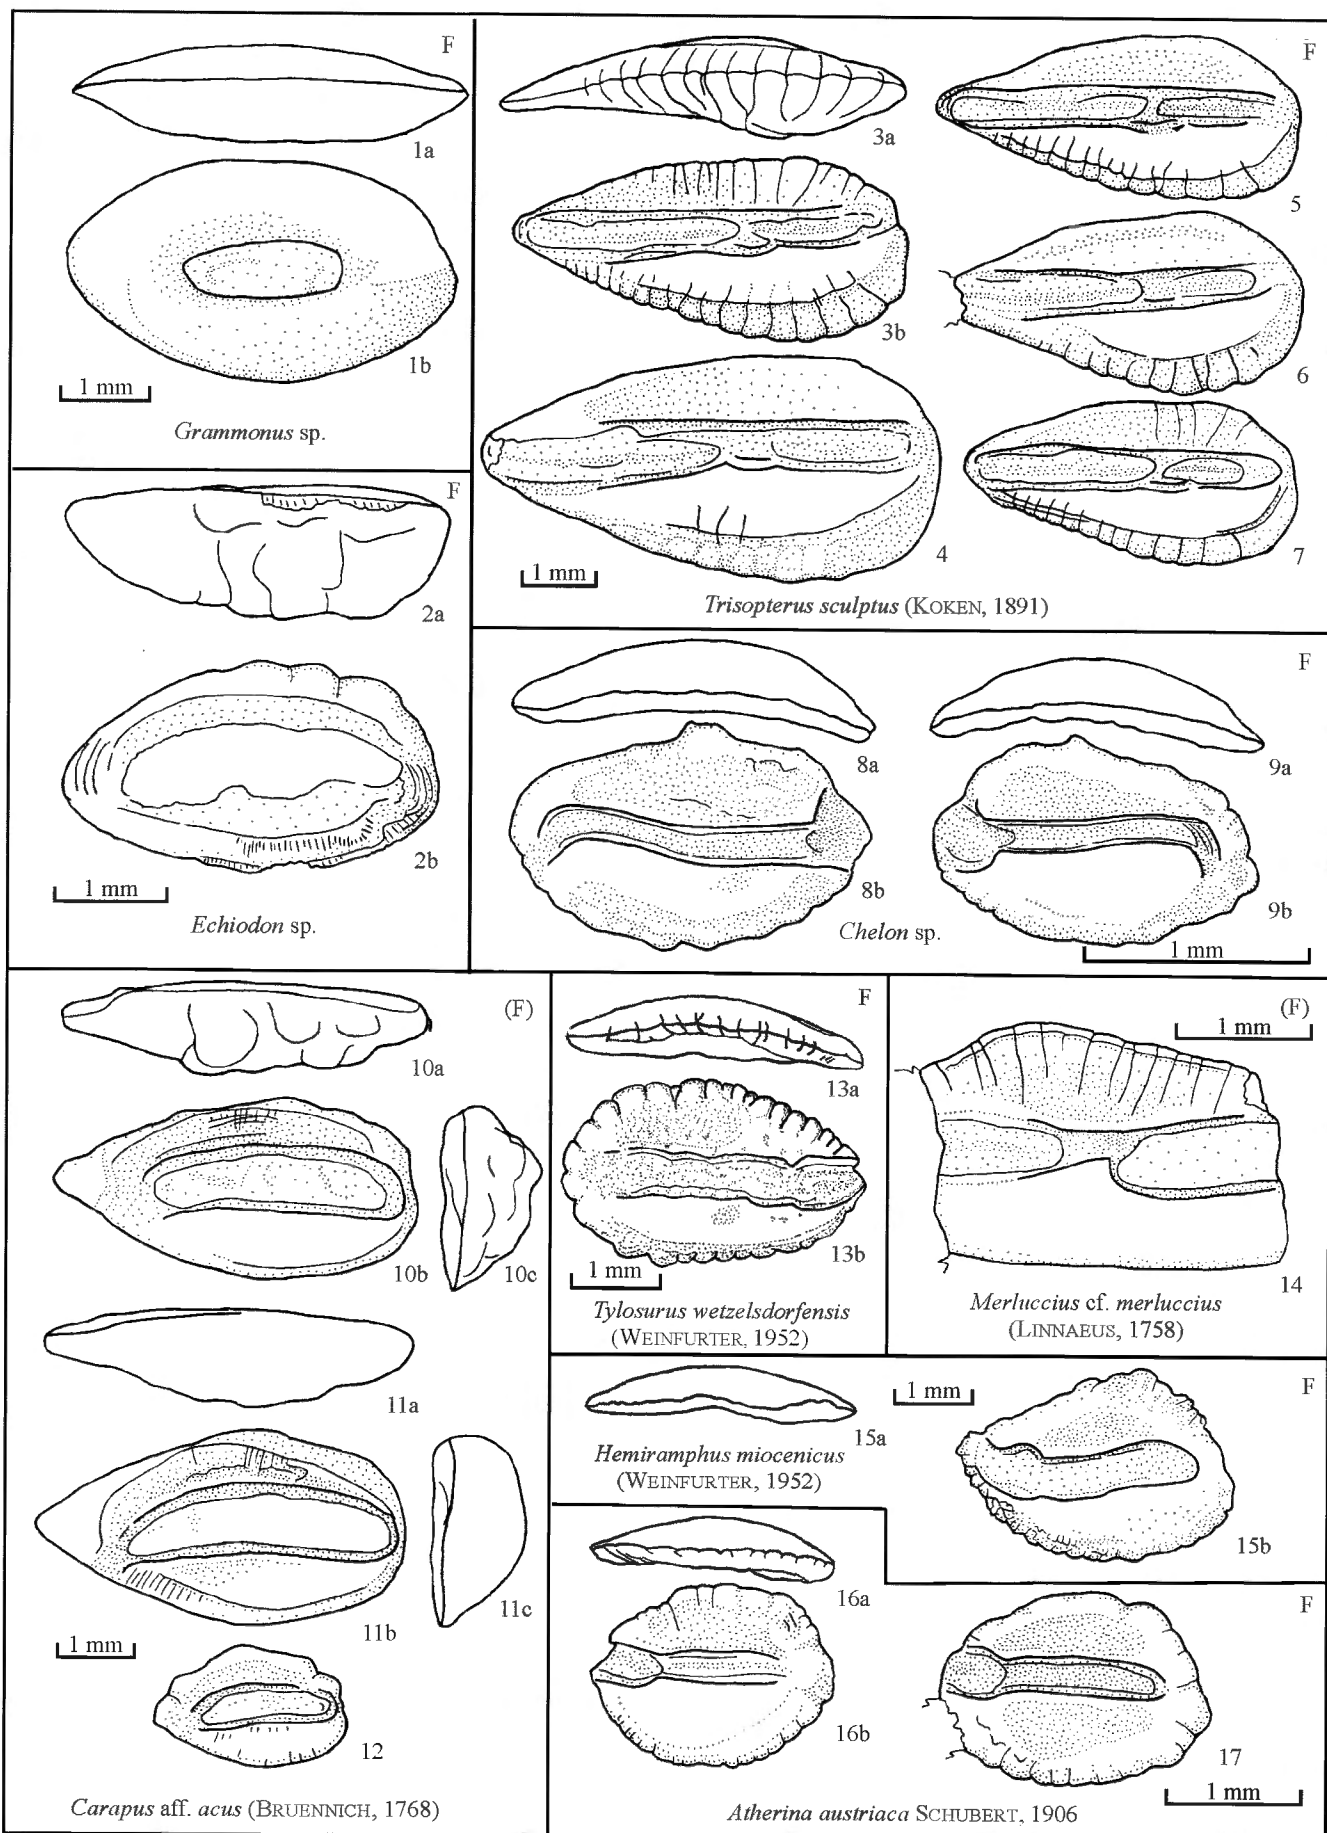 F
1a
1b
1 mm
Grammonus sp.
F
2a
2b
1 mm
Echiodon sp.
F
3a
3b
4
5
6
7
1 mm
Trisopterus sculptus (KOKEN, 1891)
F
8a
8b
9a
9b
Chelon sp.
1 mm
(F)
10a
10b
10c
11a
11b
11c
1 mm
12
Carapus aff. acus (BRUENNICH, 1768)
F
13a
13b
1 mm
Tylosurus wetzelsdorfensis
(WEINFURTER, 1952)
(F)
1 mm
14
Merluccius cf. merluccius
(LINNAEUS, 1758)
F
1 mm
15a
15b
Hemiramphus miocenicus
(WEINFURTER, 1952)
F
16a
16b
17
1 mm
Atherina austriaca SCHUBERT, 1906